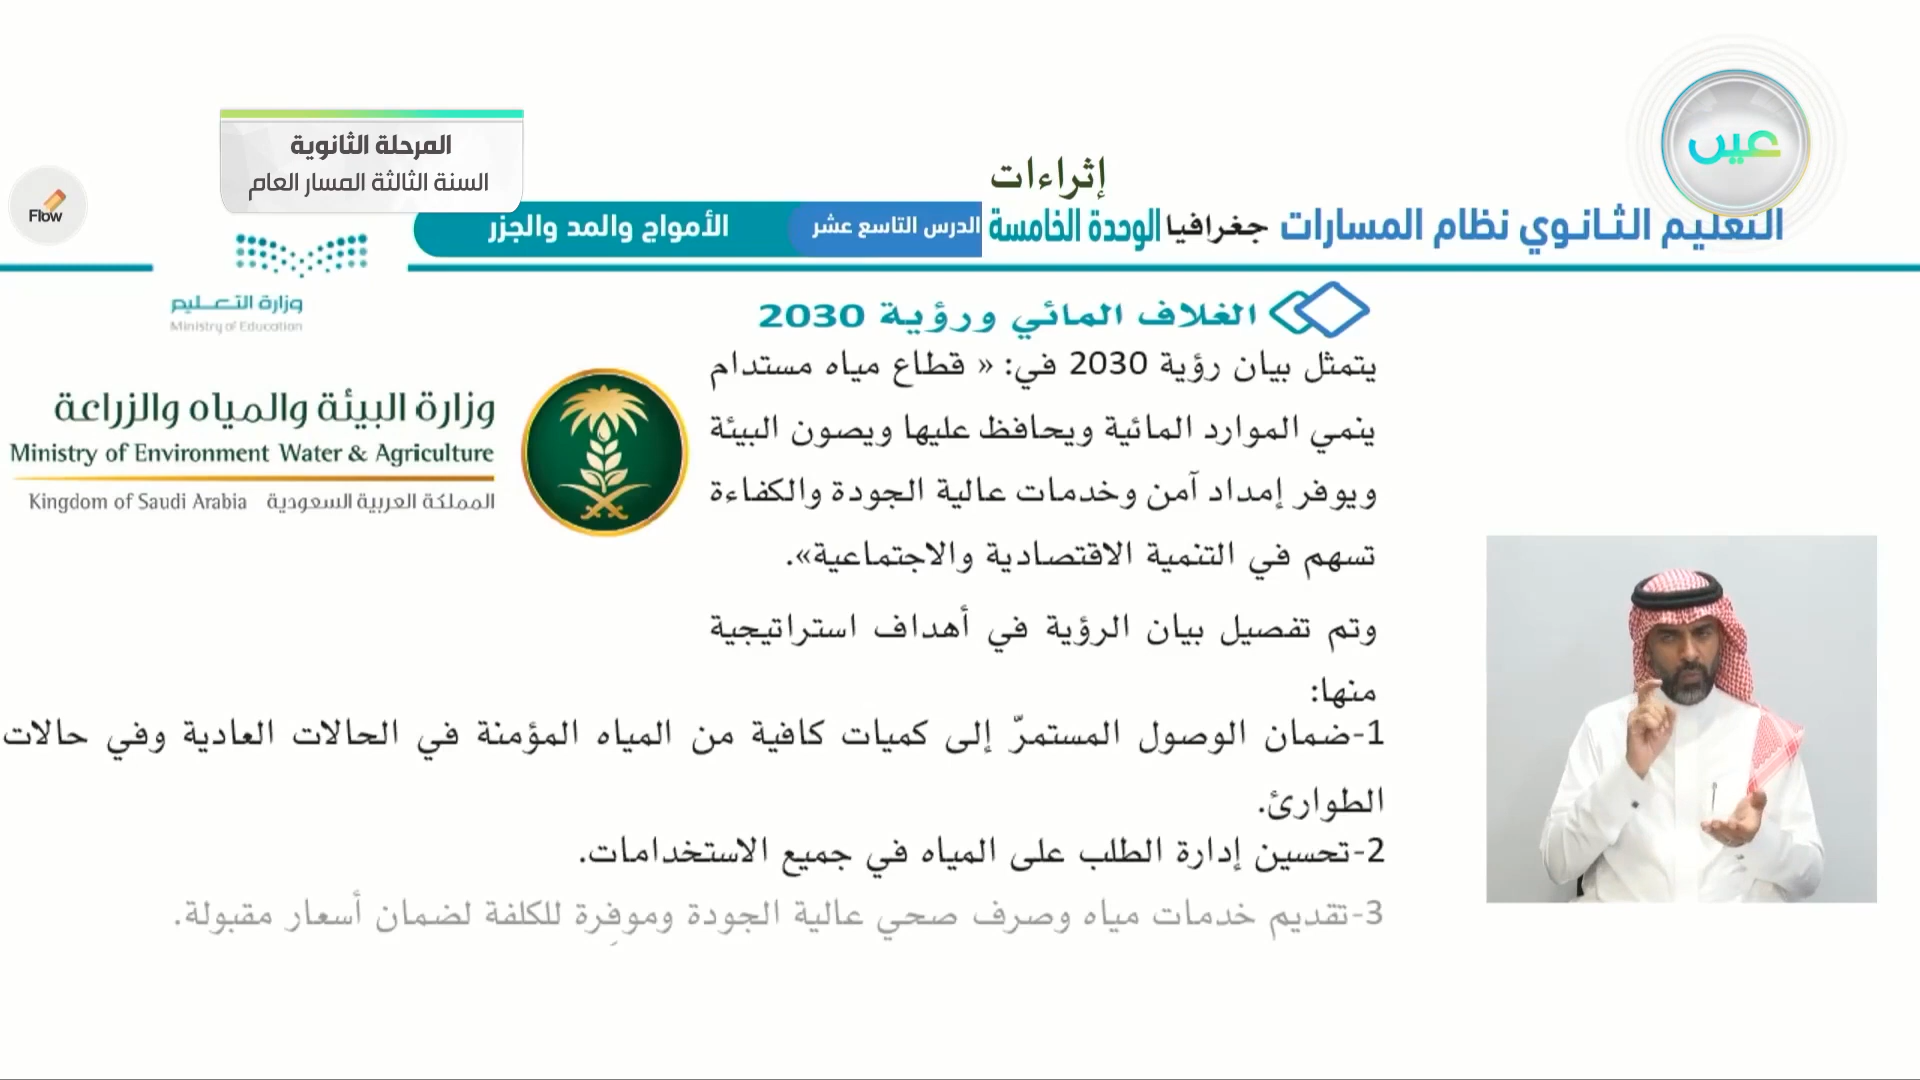 عين
المرحلة الثانوية
السنة الثالثة المسار العام
Flow
إثراءات
التعليم الثانوي نظام المسارات جغرافيا الوحدة الخامسة الدرس التاسع عشر الأمواج والمد والجزر
وزارة التعليم
Ministry of Education
الغلاف المائي ورؤية 2030
يتمثل بيان رؤية 2030 في: « قطاع مياه مستدام
ينمي الموارد المائية ويحافظ عليها ويصون البيئة
ويوفر إمداد آمن وخدمات عالية الجودة والكفاءة
تسهم في التنمية الاقتصادية والاجتماعية».
وتم تفصيل بيان الرؤية في أهداف استراتيجية
منها:
وزارة البيئة والمياه والزراعة
Ministry of Environment Water & Agriculture
المملكة العربية السعودية Kingdom of Saudi Arabia
1-ضمان الوصول المستمرّ إلى كميات كافية من المياه المؤمنة في الحالات العادية وفي حالات
الطوارئ.
2-تحسين إدارة الطلب على المياه في جميع الاستخدامات.
3-تقديم خدمات مياه وصرف صحي عالية الجودة وموفِرة للكلفة لضمان أسعار مقبولة.